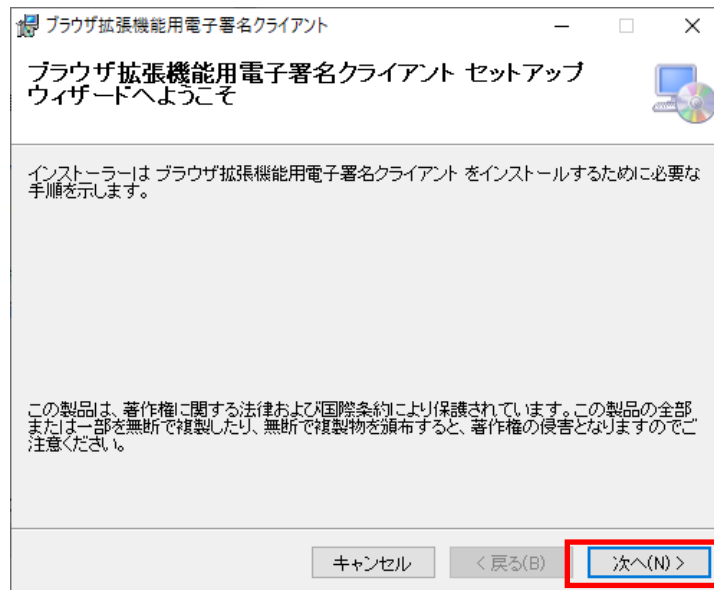 ブラウザ拡張機能用電子署名クライアント
ブラウザ拡張機能用電子署名クライアント セットアップ
ウィザードへようこそ
インストーラーは ブラウザ拡張機能用電子署名クライアント をインストールするために必要な
手順を示します。
この製品は、著作権に関する法律および国際条約により保護されています。この製品の全部
または一部を無断で複製したり、無断で複製物を頒布すると、著作権の侵害となりますのでご
注意ください。
キャンセル
< 戻る(B)
次へ(N) >